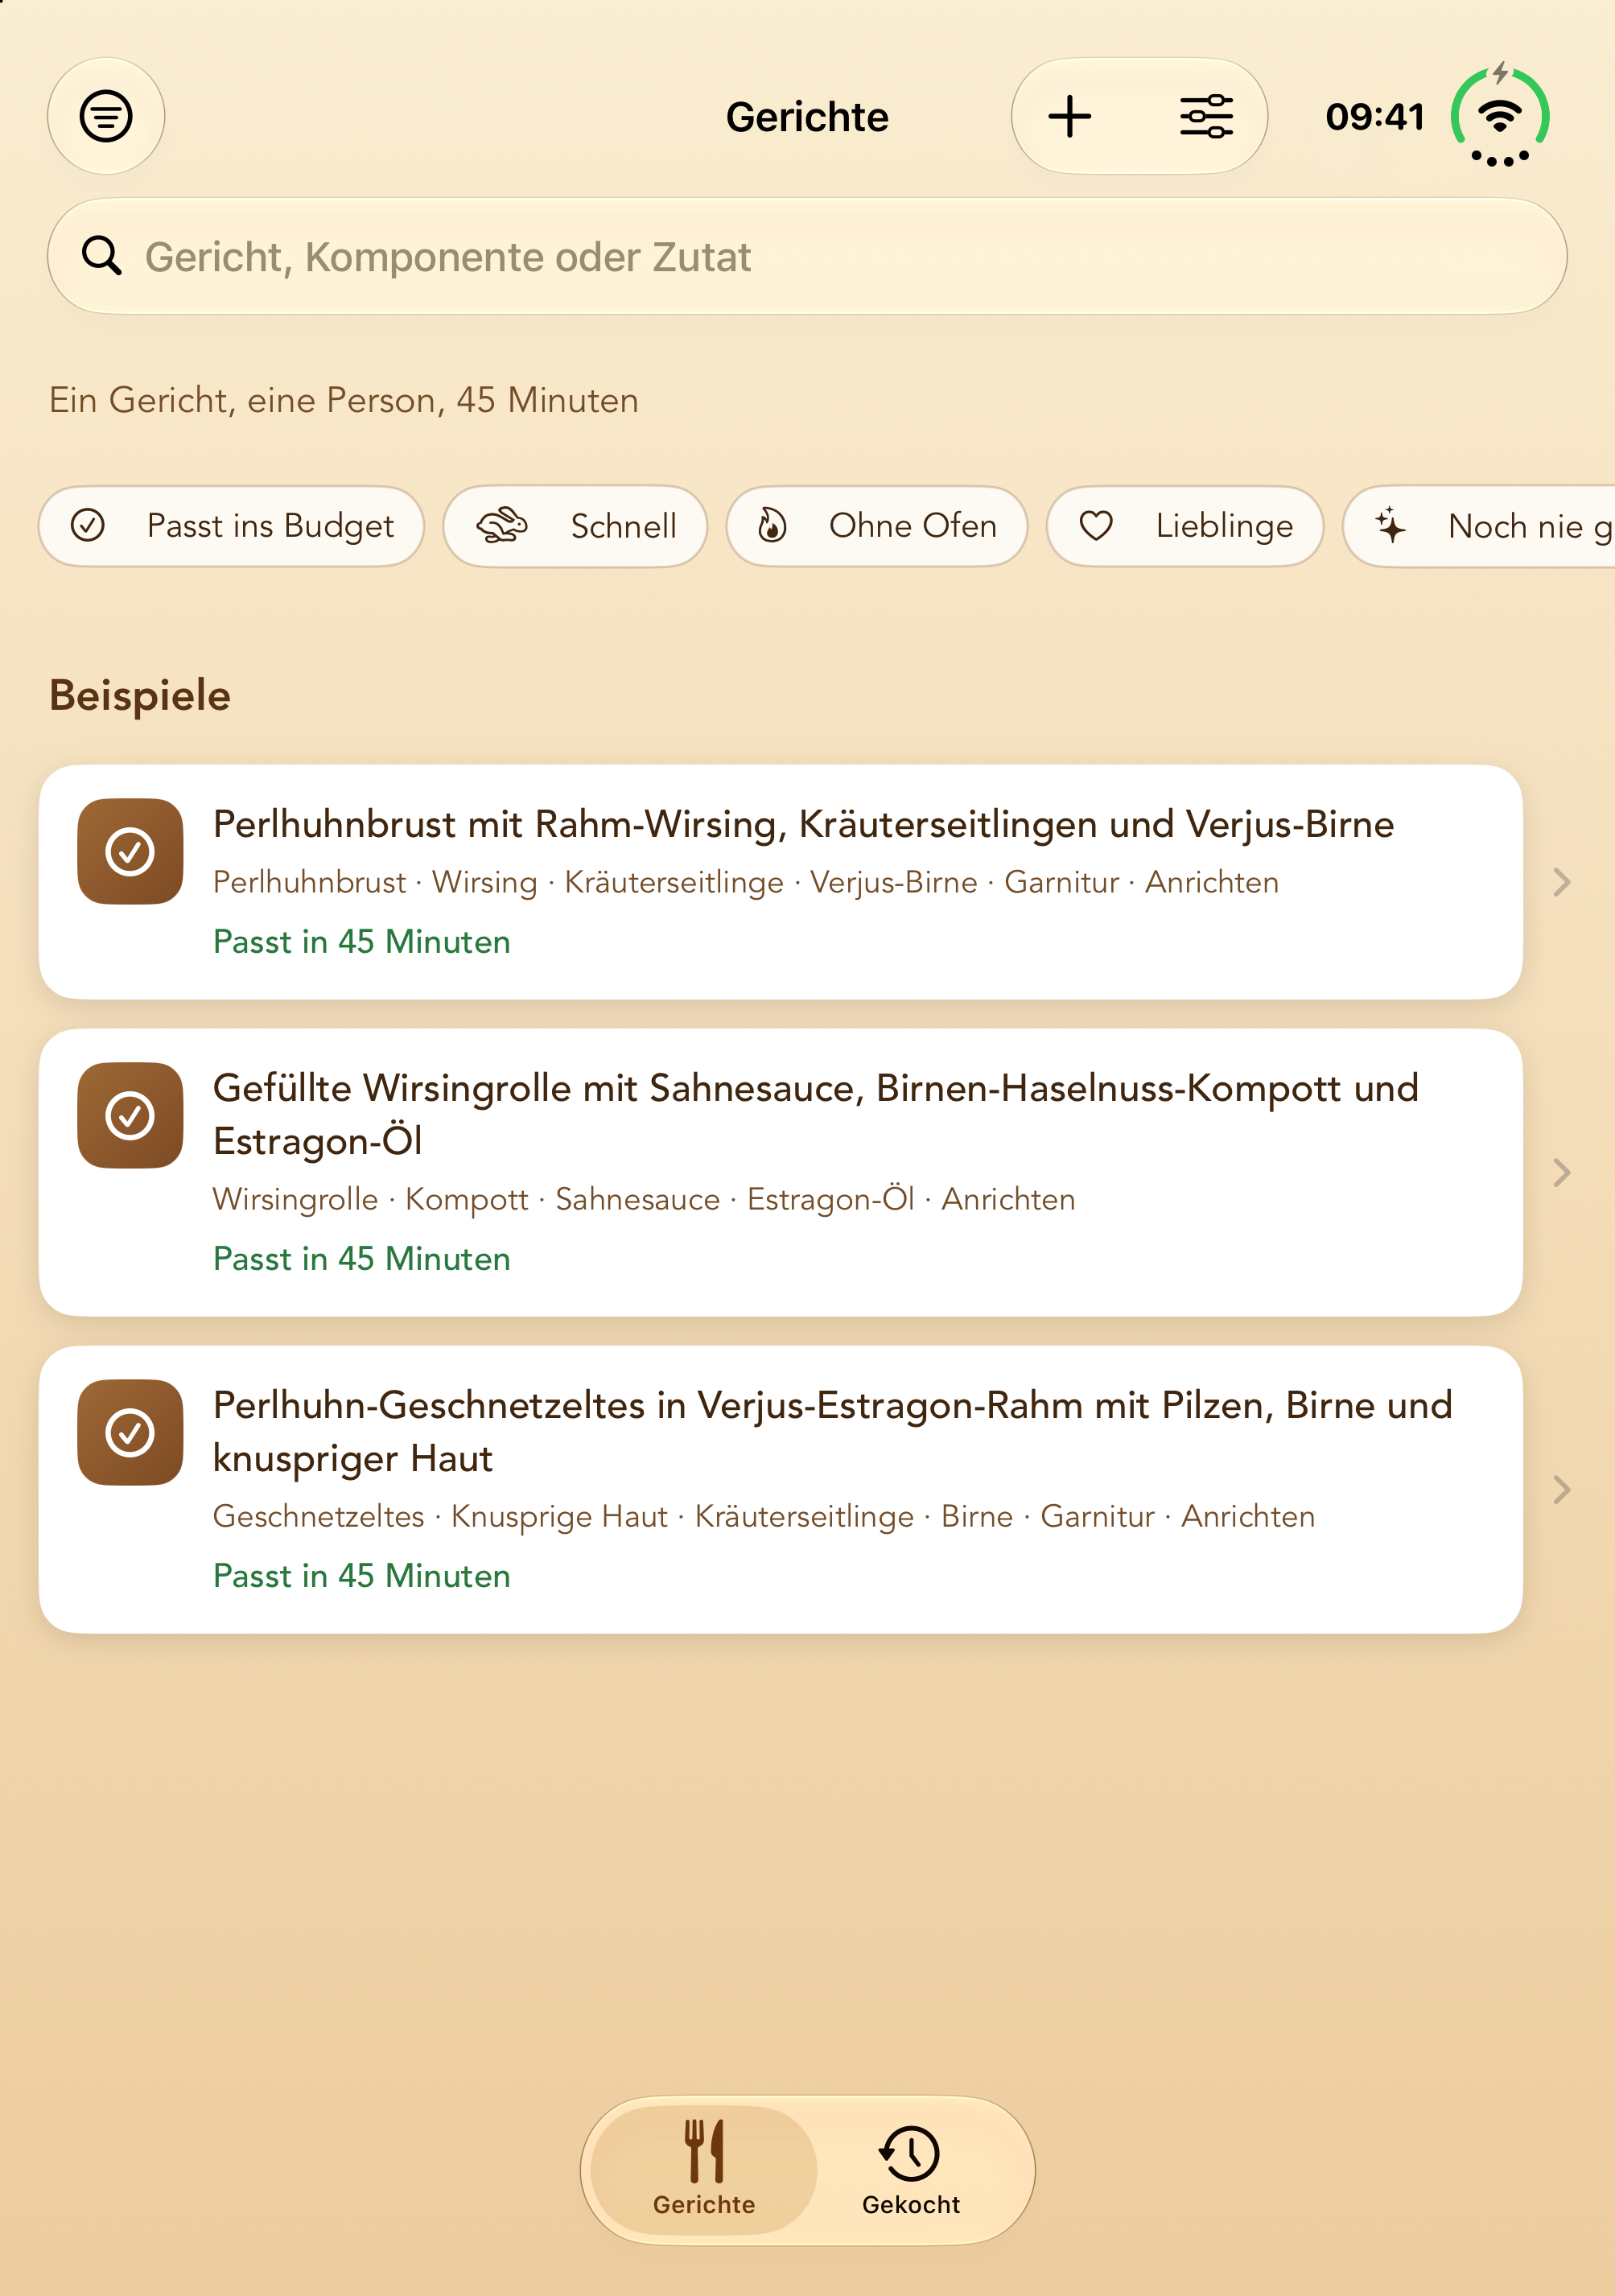 Gerichte
09:41
Gericht, Komponente oder Zutat
Ein Gericht, eine Person, 45 Minuten
Passt ins Budget
Schnell
Ohne Ofen
Lieblinge
Noch nie g
Beispiele
Perlhuhnbrust mit Rahm-Wirsing, Kräuterseitlingen und Verjus-Birne
Perlhuhnbrust · Wirsing · Kräuterseitlinge · Verjus-Birne · Garnitur · Anrichten
Passt in 45 Minuten
Gefüllte Wirsingrolle mit Sahnesauce, Birnen-Haselnuss-Kompott und
Estragon-Öl
Wirsingrolle · Kompott · Sahnesauce · Estragon-Öl · Anrichten
Passt in 45 Minuten
Perlhuhn-Geschnetzeltes in Verjus-Estragon-Rahm mit Pilzen, Birne und
knuspriger Haut
Geschnetzeltes · Knusprige Haut · Kräuterseitlinge · Birne · Garnitur · Anrichten
Passt in 45 Minuten
Gerichte
Gekocht